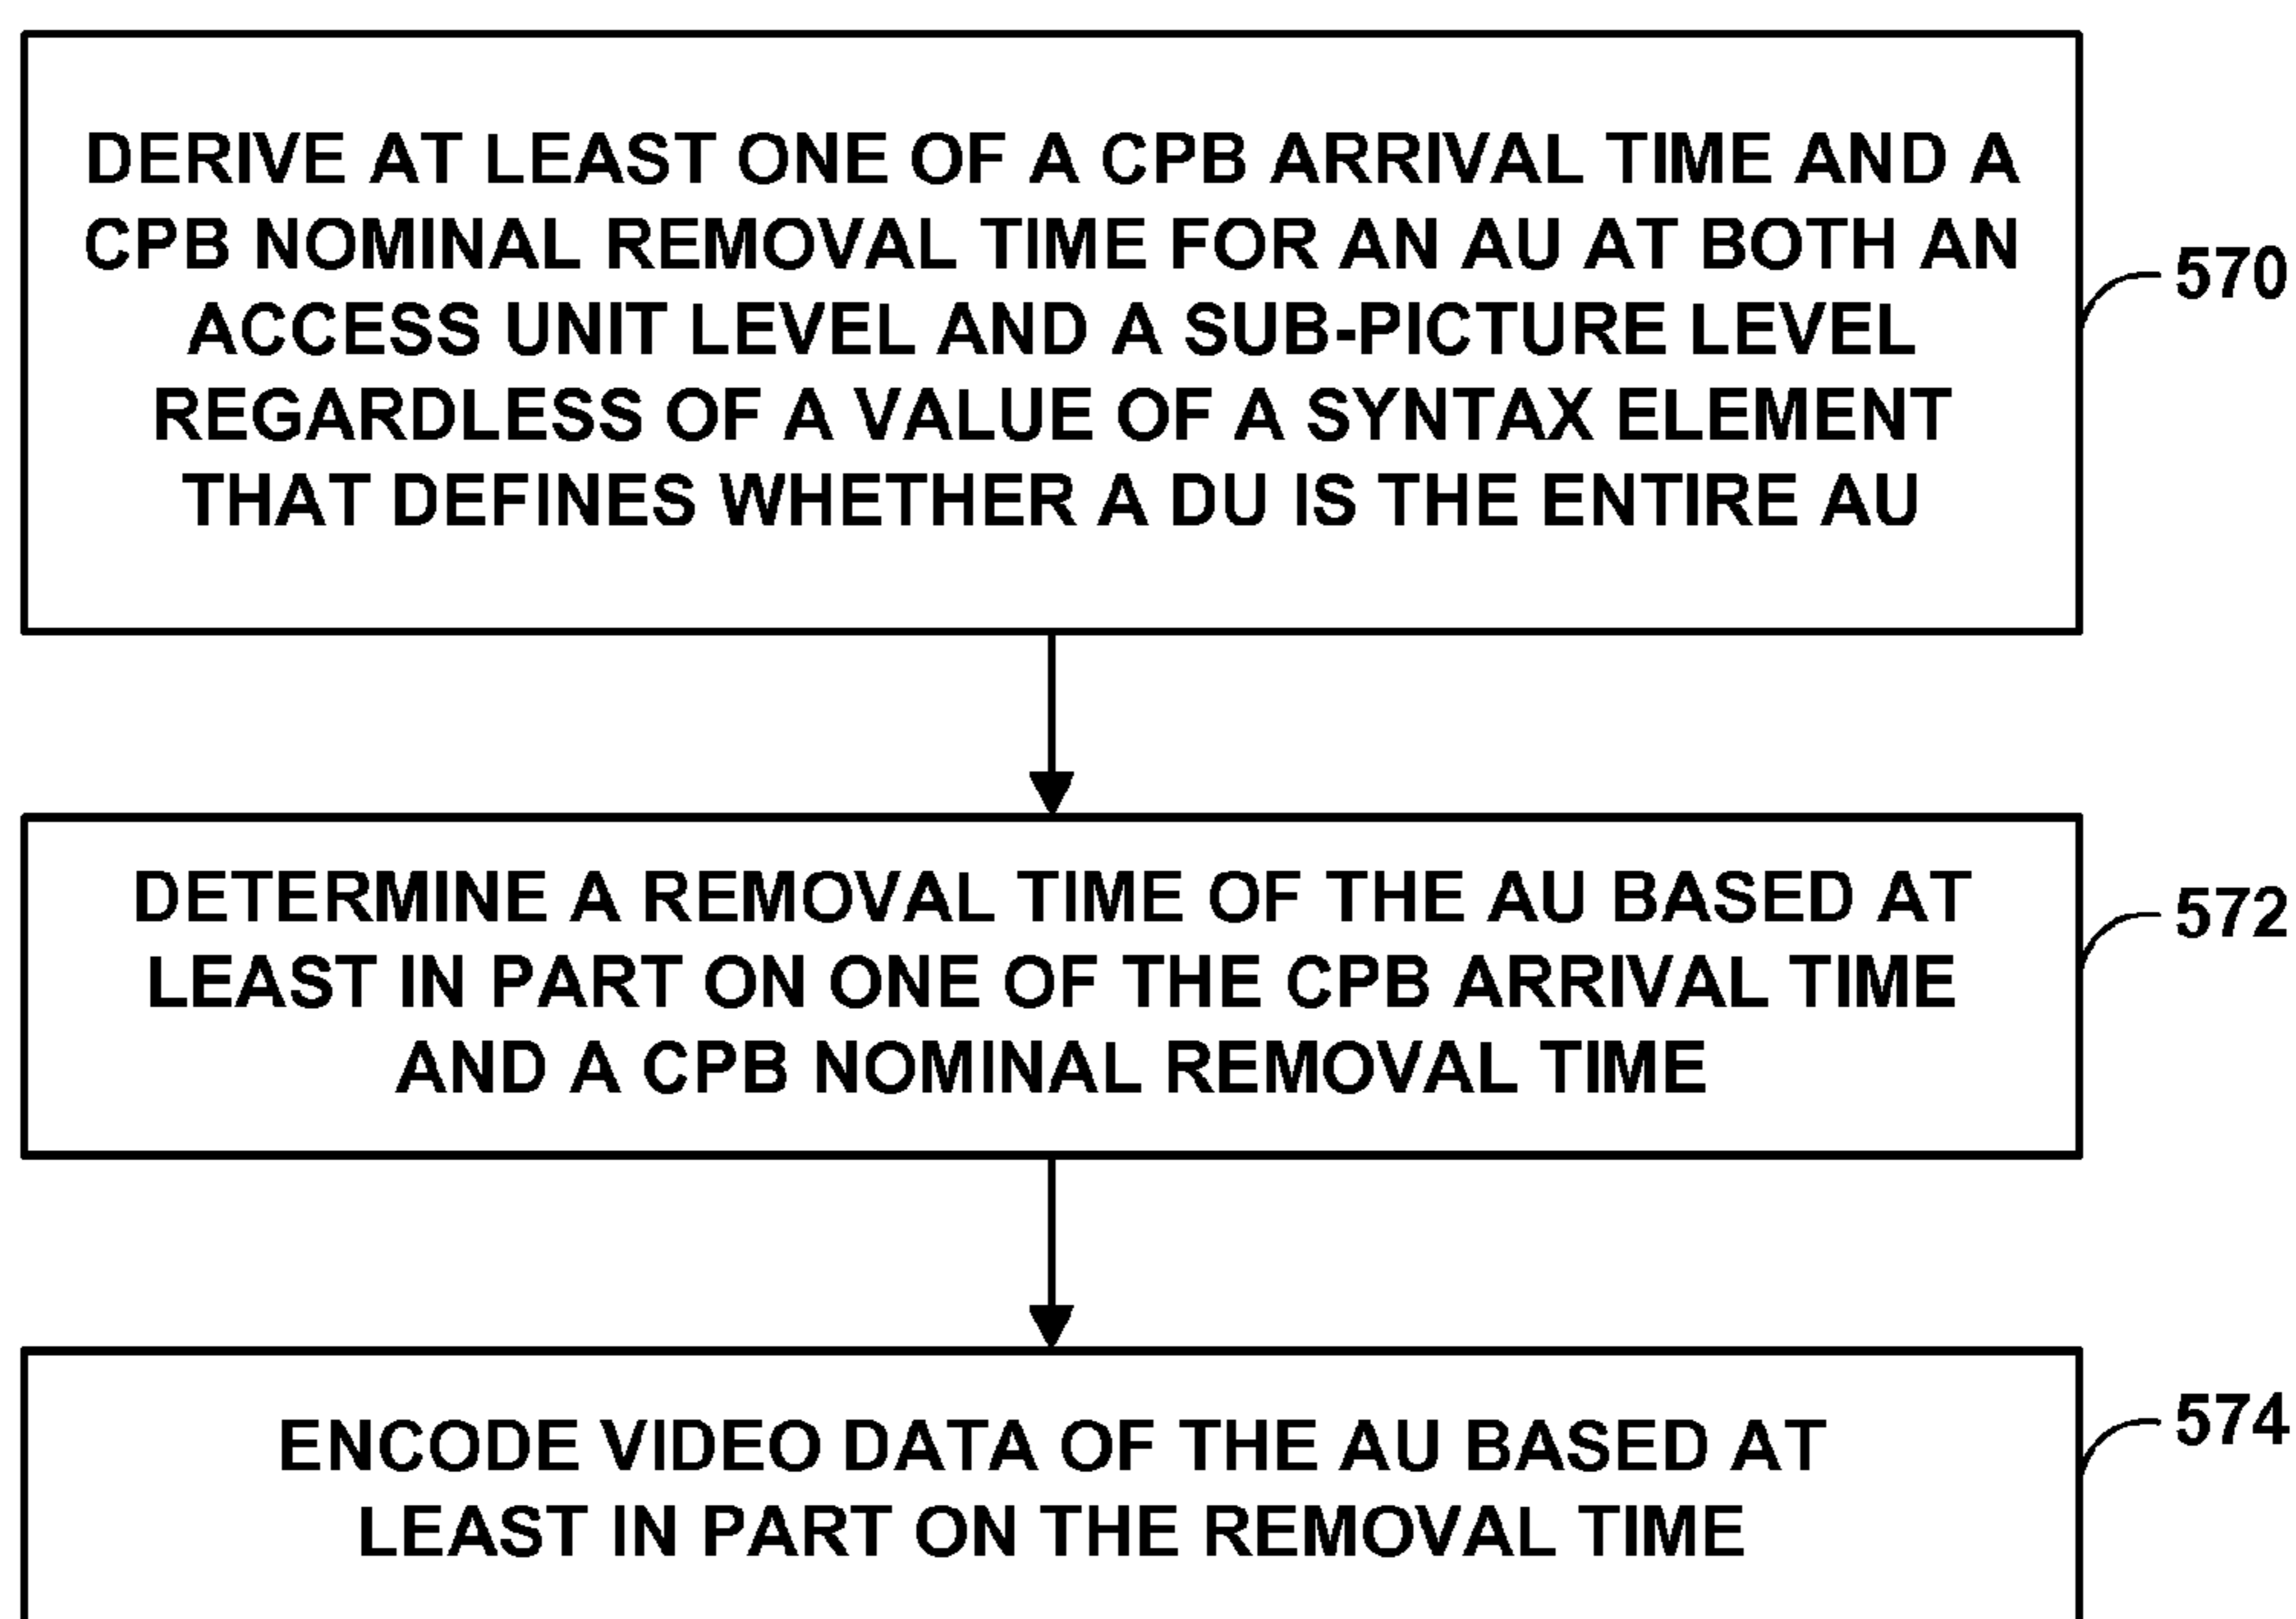 DERIVE AT LEAST ONE OF A CPB ARRIVAL TIME AND A
CPB NOMINAL REMOVAL TIME FOR AN AU AT BOTH AN
ACCESS UNIT LEVEL AND A SUB-PICTURE LEVEL
REGARDLESS OF A VALUE OF A SYNTAX ELEMENT
THAT DEFINES WHETHER A DU IS THE ENTIRE AU
570
DETERMINE A REMOVAL TIME OF THE AU BASED AT
LEAST IN PART ON ONE OF THE CPB ARRIVAL TIME
AND A CPB NOMINAL REMOVAL TIME
572
ENCODE VIDEO DATA OF THE AU BASED AT
LEAST IN PART ON THE REMOVAL TIME
574